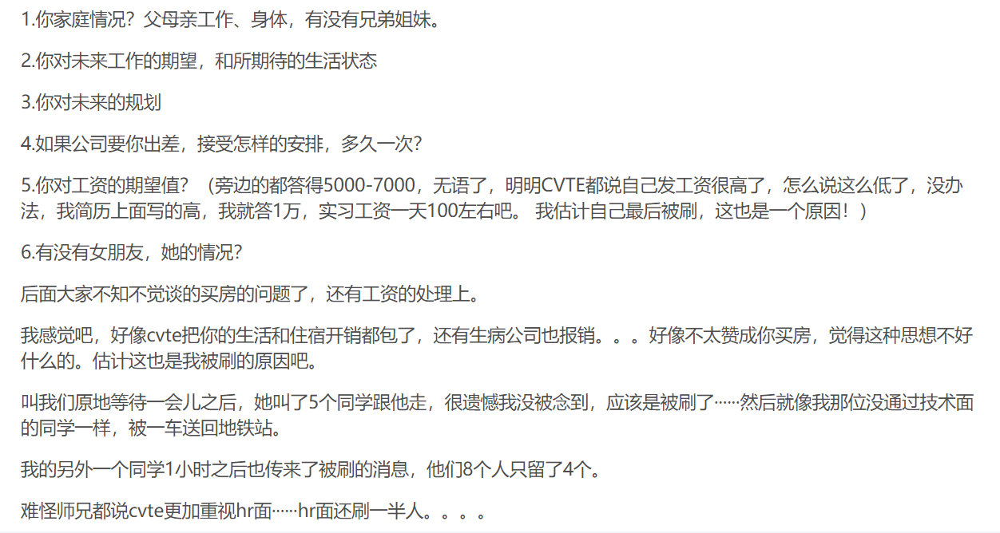 1.你家庭情况？父母亲工作、身体，有没有兄弟姐妹。
2.你对未来工作的期望，和所期待的生活状态
3.你对未来的规划
4.如果公司要你出差，接受怎样的安排，多久一次？
5.你对工资的期望值？（旁边的都答得5000-7000，无语了，明明CVTE都说自己发工资很高了，怎么说这么低了，没办
法，我简历上面写的高，我就答1万，实习工资一天100左右吧。 我估计自己最后被刷，这也是一个原因！）
6.有没有女朋友，她的情况？
后面大家不知不觉谈的买房的问题了，还有工资的处理上。
我感觉吧，好像cvte把你的生活和住宿开销都包了，还有生病公司也报销。。。好像不太赞成你买房，觉得这种思想不好
什么的。估计这也是我被刷的原因吧。
叫我们原地等待一会儿之后，她叫了5个同学跟他走，很遗憾我没被念到，应该是被刷了······然后就像我那位没通过技术面
的同学一样，被一车送回地铁站。
我的另外一个同学1小时之后也传来了被刷的消息，他们8个人只留了4个。
难怪师兄都说cvte更加重视hr面······hr面还刷一半人。。。。